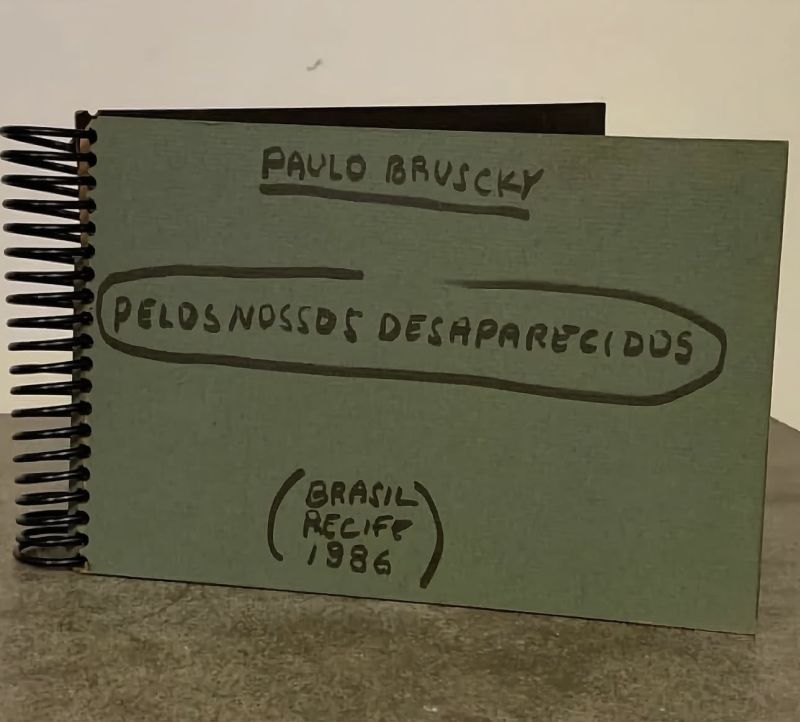 PAULO BRUSCKY
PELOS NOSSOS DESAPARECIDOS
(BRASIL
RECIFE
1986)